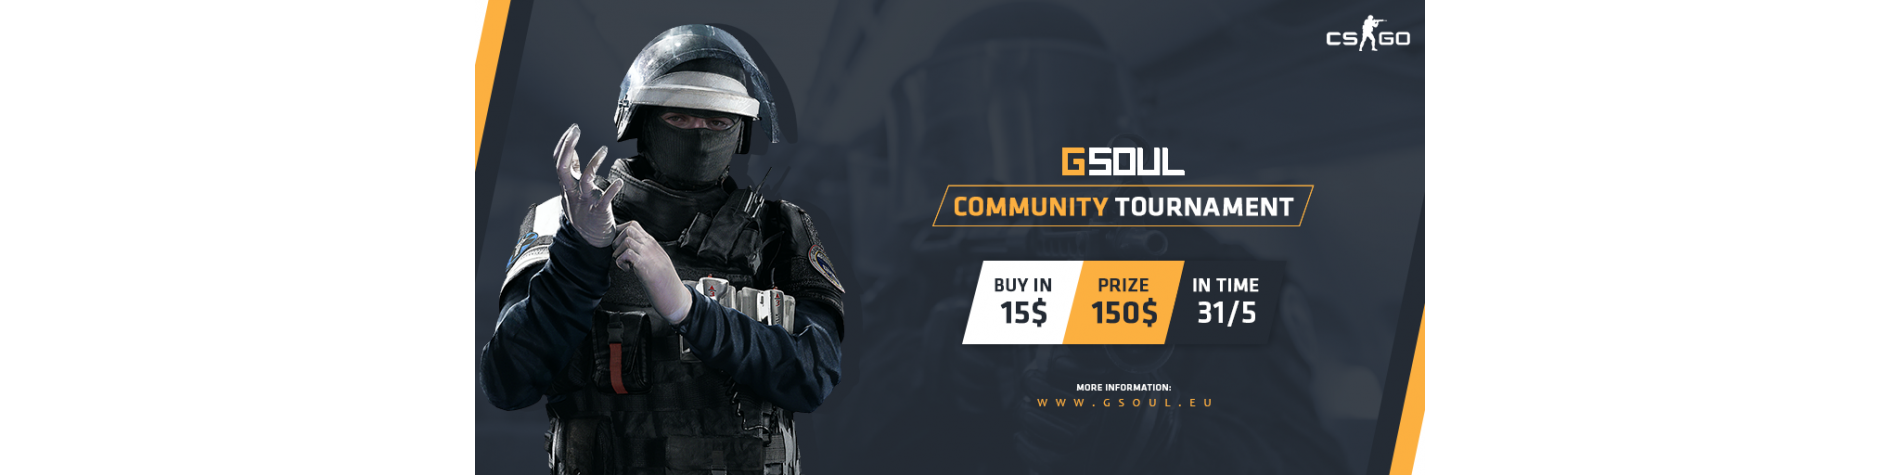 CS GO
GSOUL
COMMUNITY TOURNAMENT
BUY IN
15$
PRIZE
150$
IN TIME
31/5
MORE INFORMATION:
WWW.GSOUL.EU